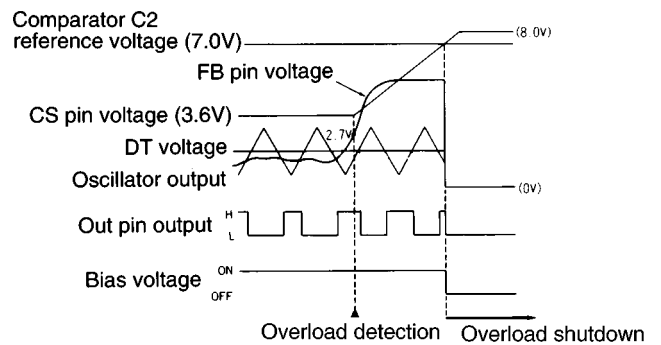 Comparator C2
reference voltage (7.0V)
(8.0V)
FB pin voltage
CS pin voltage (3.6V)
2.7V
DT voltage
Oscillator output
(0V)
Out pin output
H
L
Bias voltage
ON
OFF
Overload detection
Overload shutdown